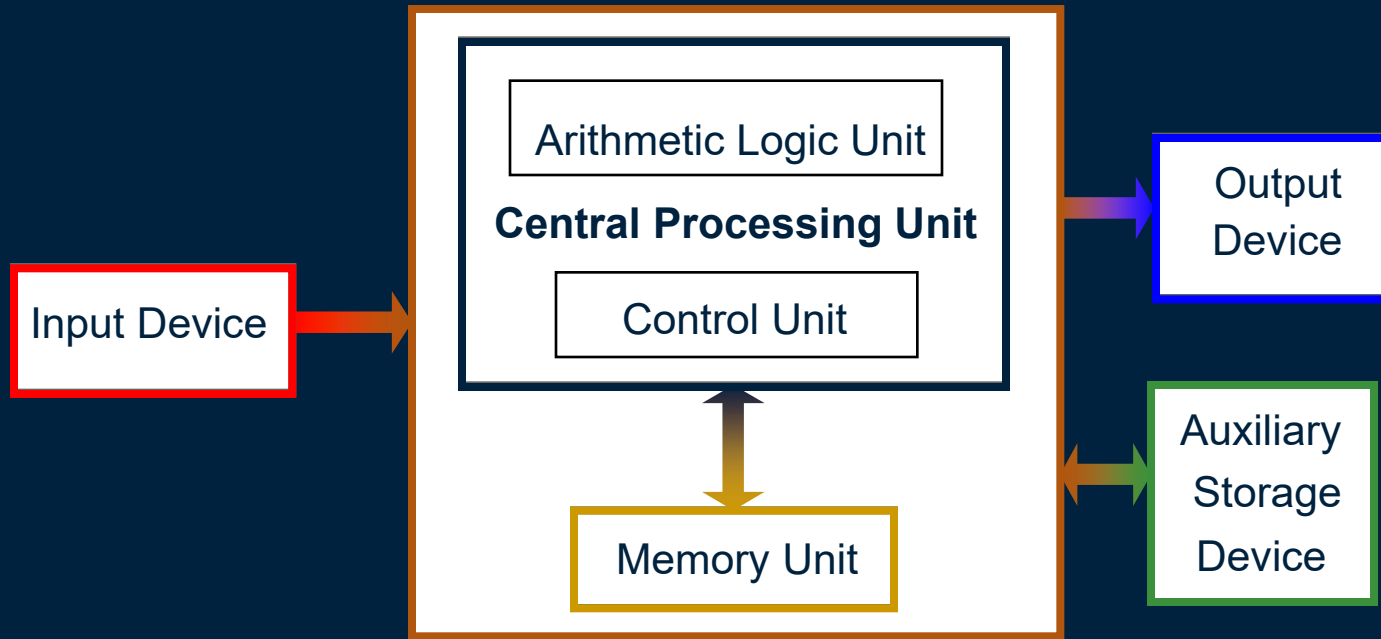 Input Device
Arithmetic Logic Unit
Central Processing Unit
Control Unit
Memory Unit
Output
Device
Auxiliary
Storage
Device